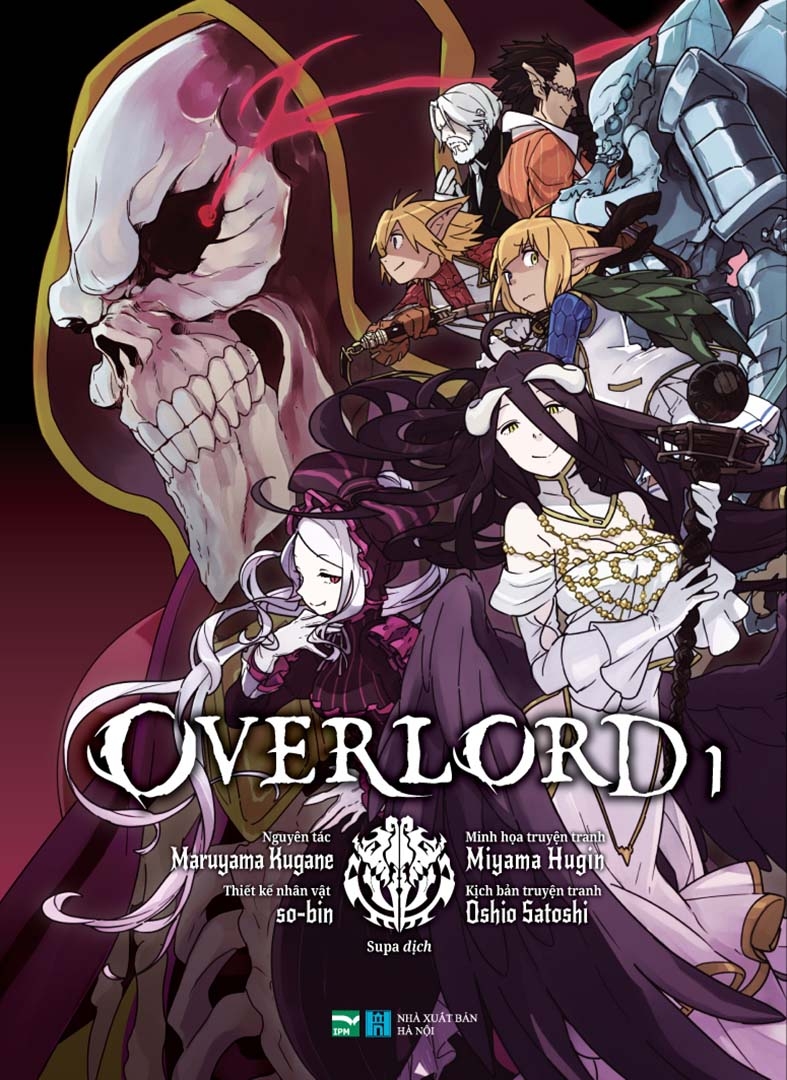 OVERLORD 1
Nguyên tác
Maruyama Kugane
Thiết kế nhân vật
so-bin
Minh họa truyện tranh
Miyama Hugin
Kịch bản truyện tranh
Oshio Satoshi
Supa dịch
IPM
NHÀ XUẤT BẢN
HÀ NỘI